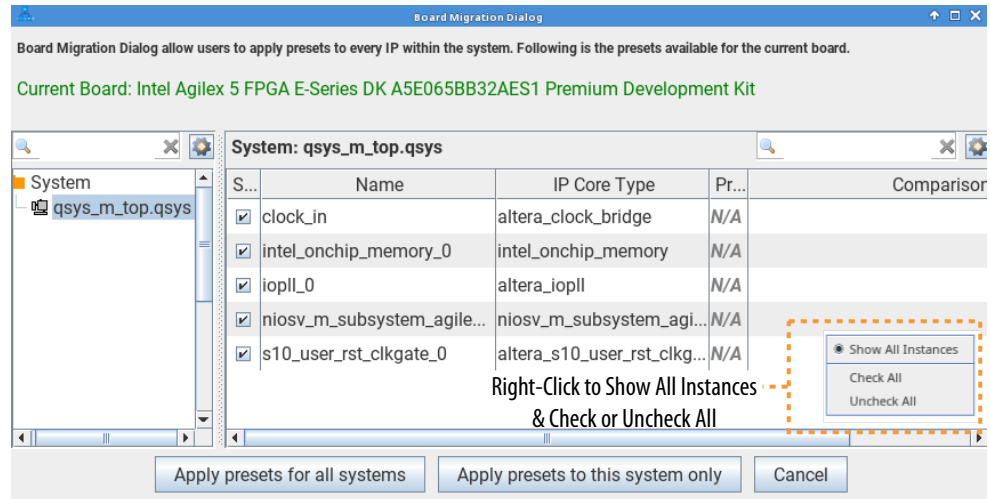 Board Migration Dialog
Board Migration Dialog allow users to apply presets to every IP within the system. Following is the presets available for the current board.
Current Board: Intel Agilex 5 FPGA E-Series DK A5E065BB32AES1 Premium Development Kit
System: qsys_m_top.qsys
System
qsys_m_top.qsys
S... Name IP Core Type Pr... Comparison
clock_in altera_clock_bridge N/A
intel_onchip_memory_0 intel_onchip_memory N/A
iopll_0 altera_iopll N/A
niosv_m_subsystem_agile... niosv_m_subsystem_agi... N/A
s10_user_rst_clkgate_0 altera_s10_user_rst_clkg... N/A
Show All Instances
Check All
Uncheck All
Right-Click to Show All Instances
& Check or Uncheck All
Apply presets for all systems Apply presets to this system only Cancel